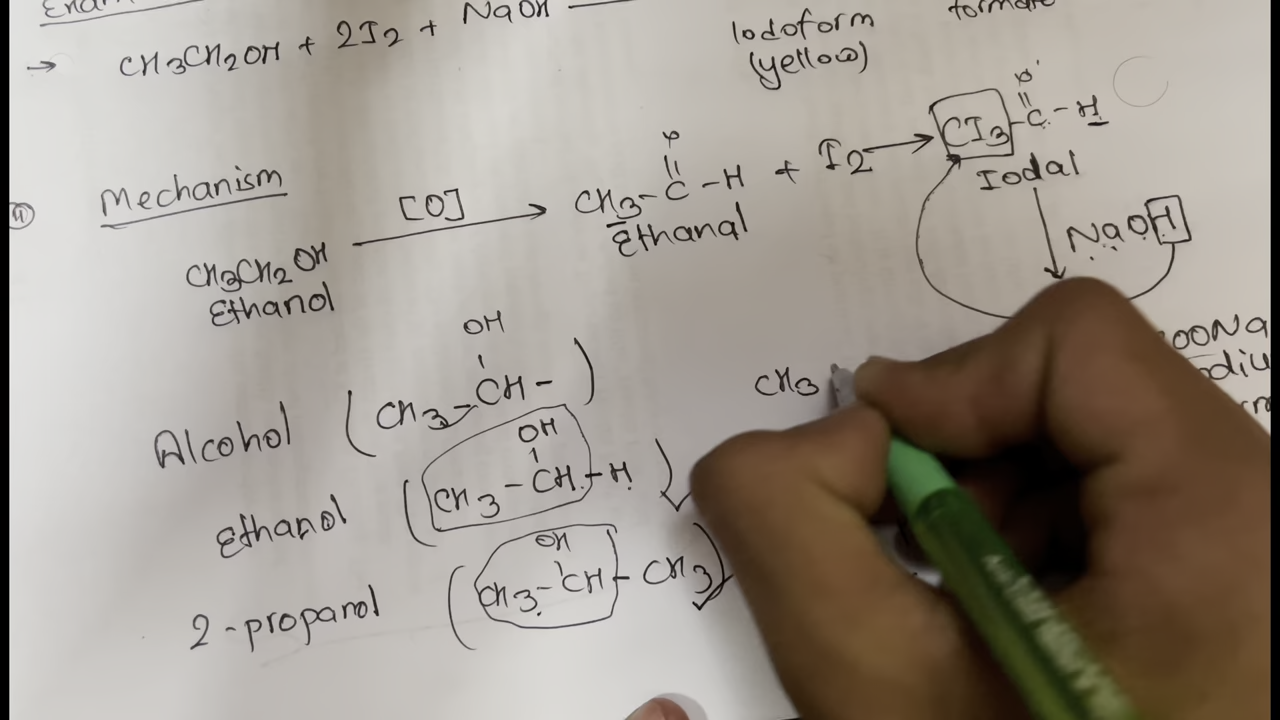 → CH3CH2OH + 2I2 + NaOH
Iodoform
(yellow)
Mechanism
CH3CH2OH
Ethanol
[O]
O
CH3-C-H + I2 → CI3-C-H
Ethanal
O
Iodal
NaOH
OONa
OH
Alcohol (CH3-CH-)
OH
Ethanol (CH3-CH-H
OH
2-propanol (CH3-CH-CH3)
CH3